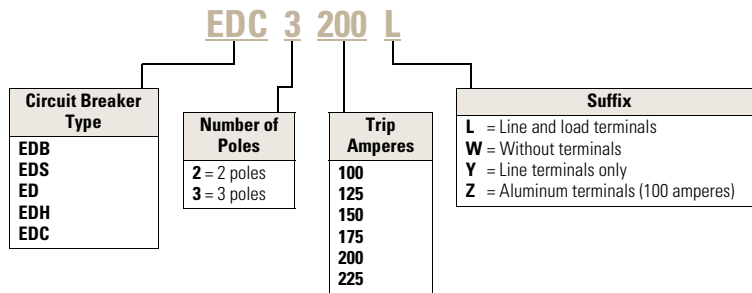 EDC 3 200 L
Circuit Breaker
Type
EDB
EDS
ED
EDH
EDC
Number of
Poles
2 = 2 poles
3 = 3 poles
Trip
Amperes
100
125
150
175
200
225
Suffix
L = Line and load terminals
W = Without terminals
Y = Line terminals only
Z = Aluminum terminals (100 amperes)